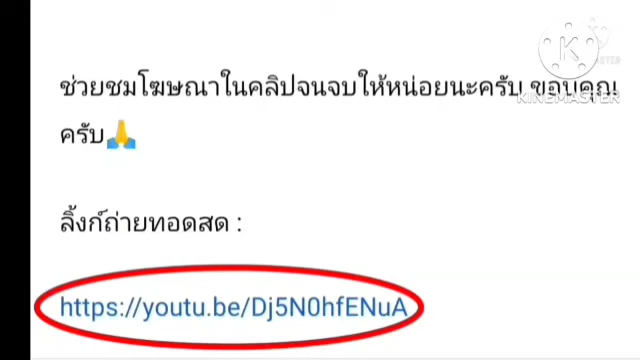 ช่วยชมโฆษณาในคลิปจนจบให้หน่อยนะครับ ขอบคุณ
ครับ🙏
ลิ้งก์ถ่ายทอดสด :
https://youtu.be/Dj5N0hfENuA
K
KINEMASTER